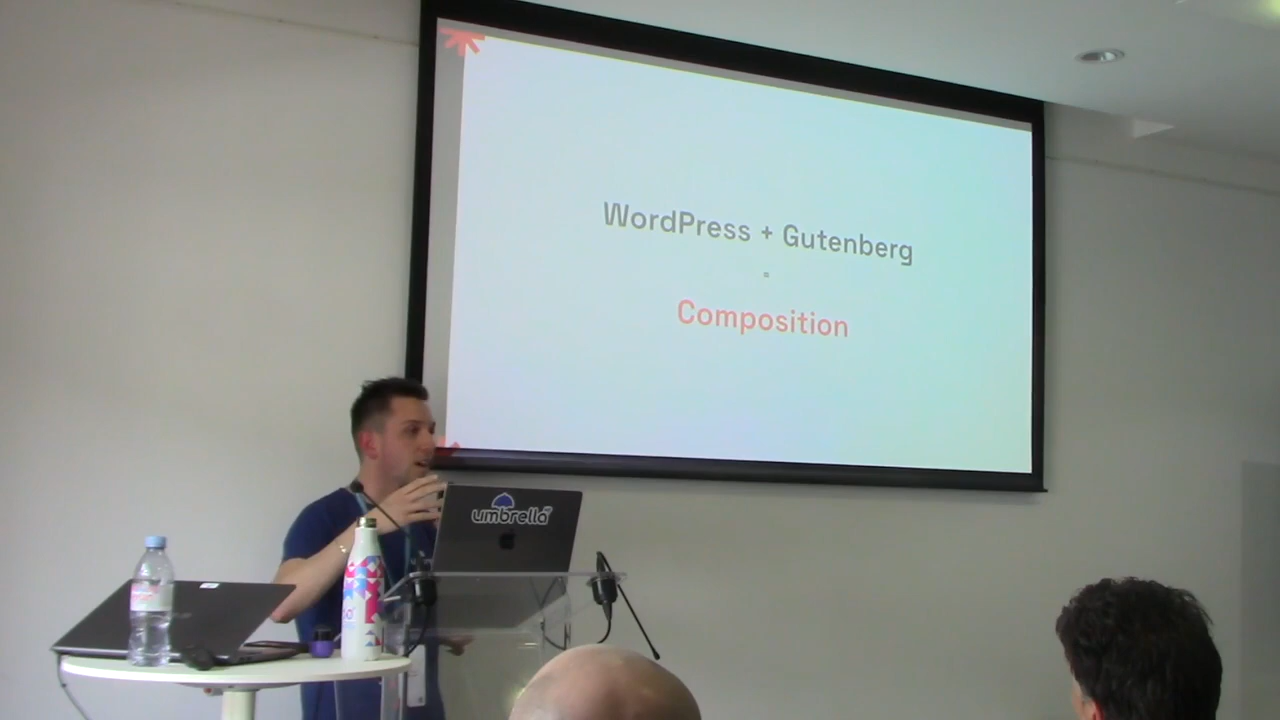 WordPress + Gutenberg
=
Composition
umbrella